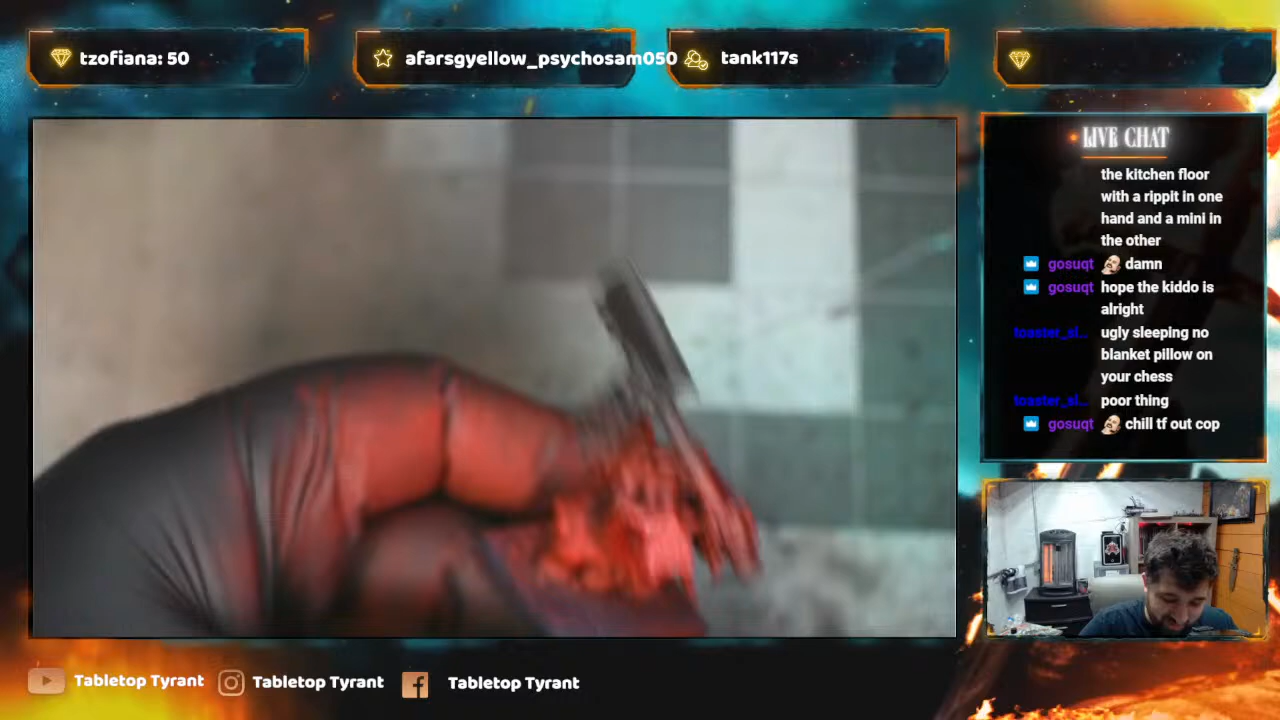 tzofiana: 50
afarsgyellow_psychosam050
tank117s
LIVE CHAT
the kitchen floor
with a rippit in one
hand and a mini in
the other
gosuqt damn
gosuqt hope the kiddo is
alright
toaster_sl... ugly sleeping no
blanket pillow on
your chess
toaster_sl... poor thing
gosuqt chill tf out cop
Tabletop Tyrant
Tabletop Tyrant
Tabletop Tyrant